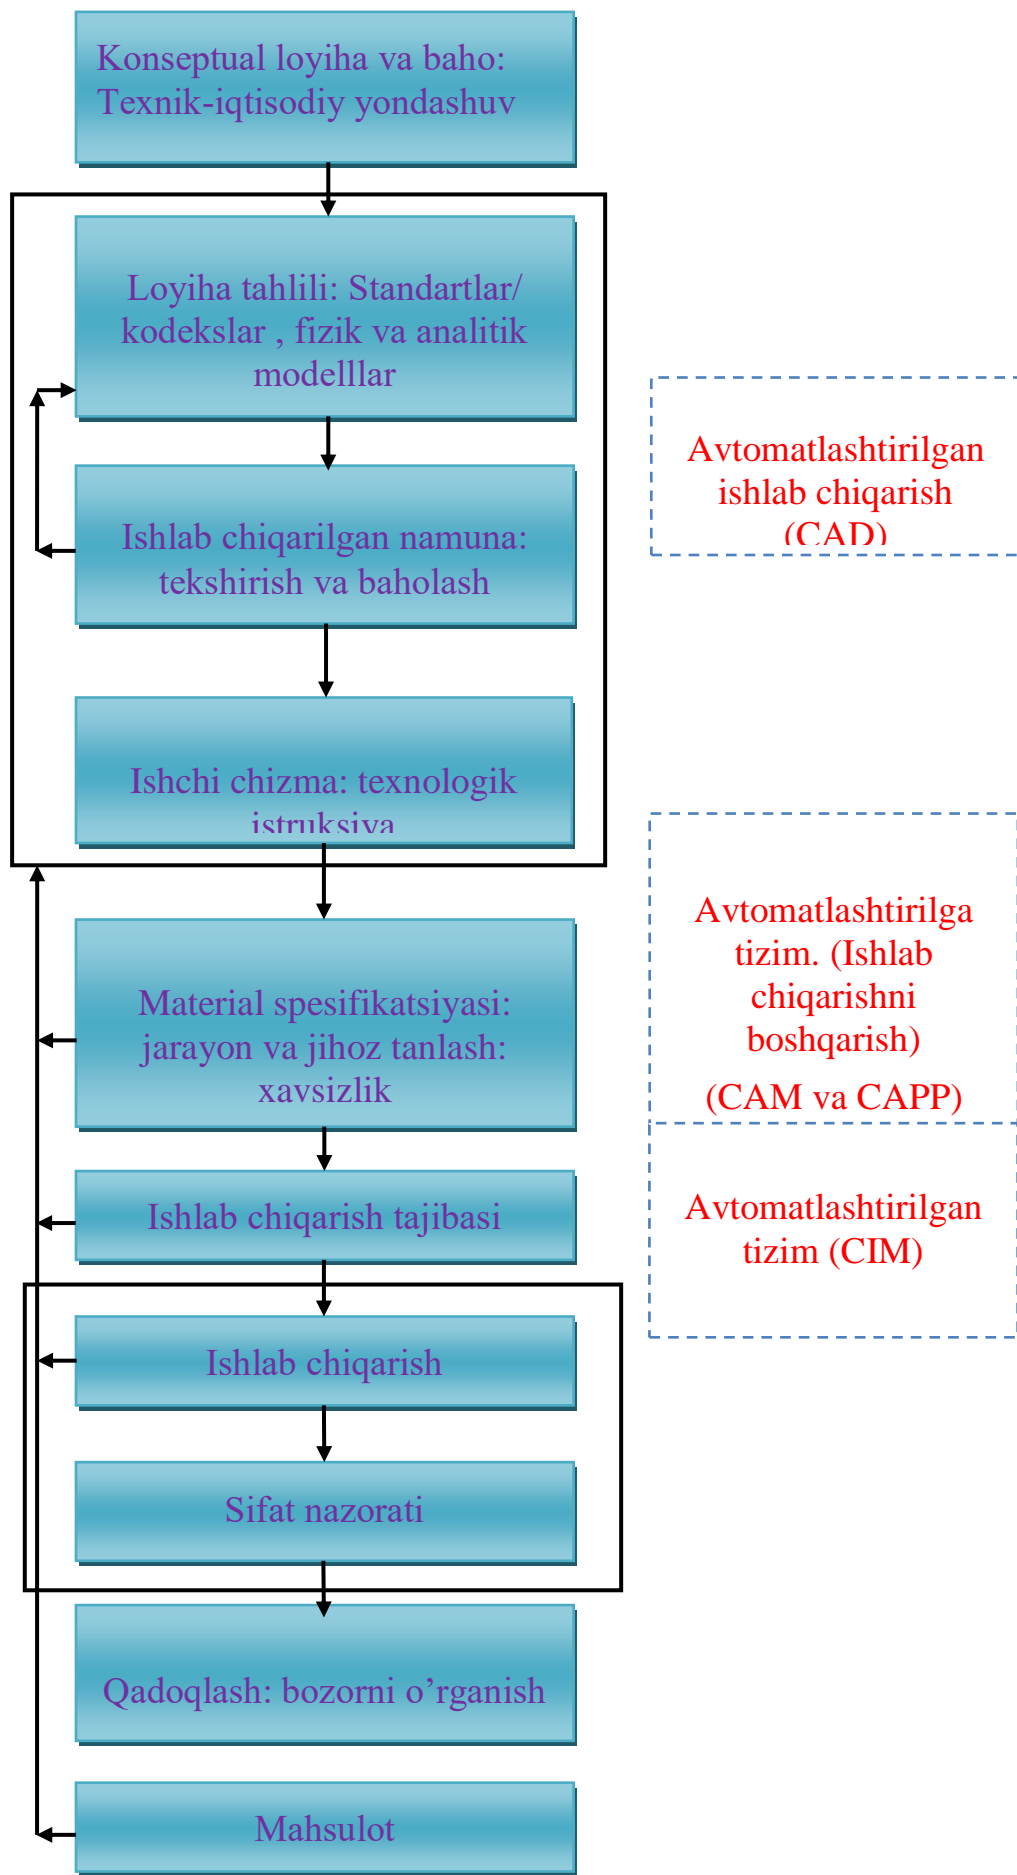 Konseptual loyiha va baho:
Texnik-iqtisodiy yondashuv
Loyiha tahlili: Standartlar/
kodekslar , fizik va analitik
modelllar
Ishlab chiqarilgan namuna:
tekshirish va baholash
Ishchi chizma: texnologik
istruksiya
Material spesifikatsiyasi:
jarayon va jihoz tanlash:
xavsizlik
Ishlab chiqarish tajibasi
Ishlab chiqarish
Sifat nazorati
Qadoqlash: bozorni o’rganish
Mahsulot
Avtomatlashtirilgan
ishlab chiqarish
(CAD)
Avtomatlashtirilga
tizim. (Ishlab
chiqarishni
boshqarish)
(CAM va CAPP)
Avtomatlashtirilgan
tizim (CIM)